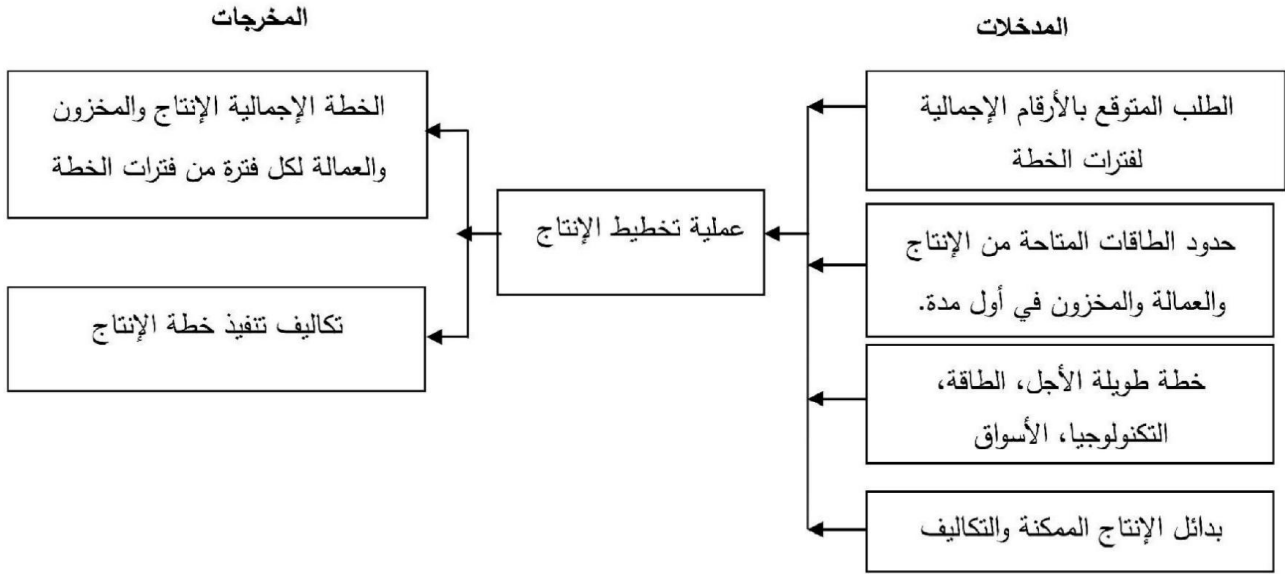 المدخلات
الطلب المتوقع بالأرقام الإجمالية
لفترات الخطة
حدود الطاقات المتاحة من الإنتاج
والعمالة والمخزون في أول مدة.
خطة طويلة الأجل، الطاقة،
التكنولوجيا، الأسواق
بدائل الإنتاج الممكنة والتكاليف
عملية تخطيط الإنتاج
المخرجات
الخطة الإجمالية الإنتاج والمخزون
والعمالة لكل فترة من فترات الخطة
تكاليف تنفيذ خطة الإنتاج